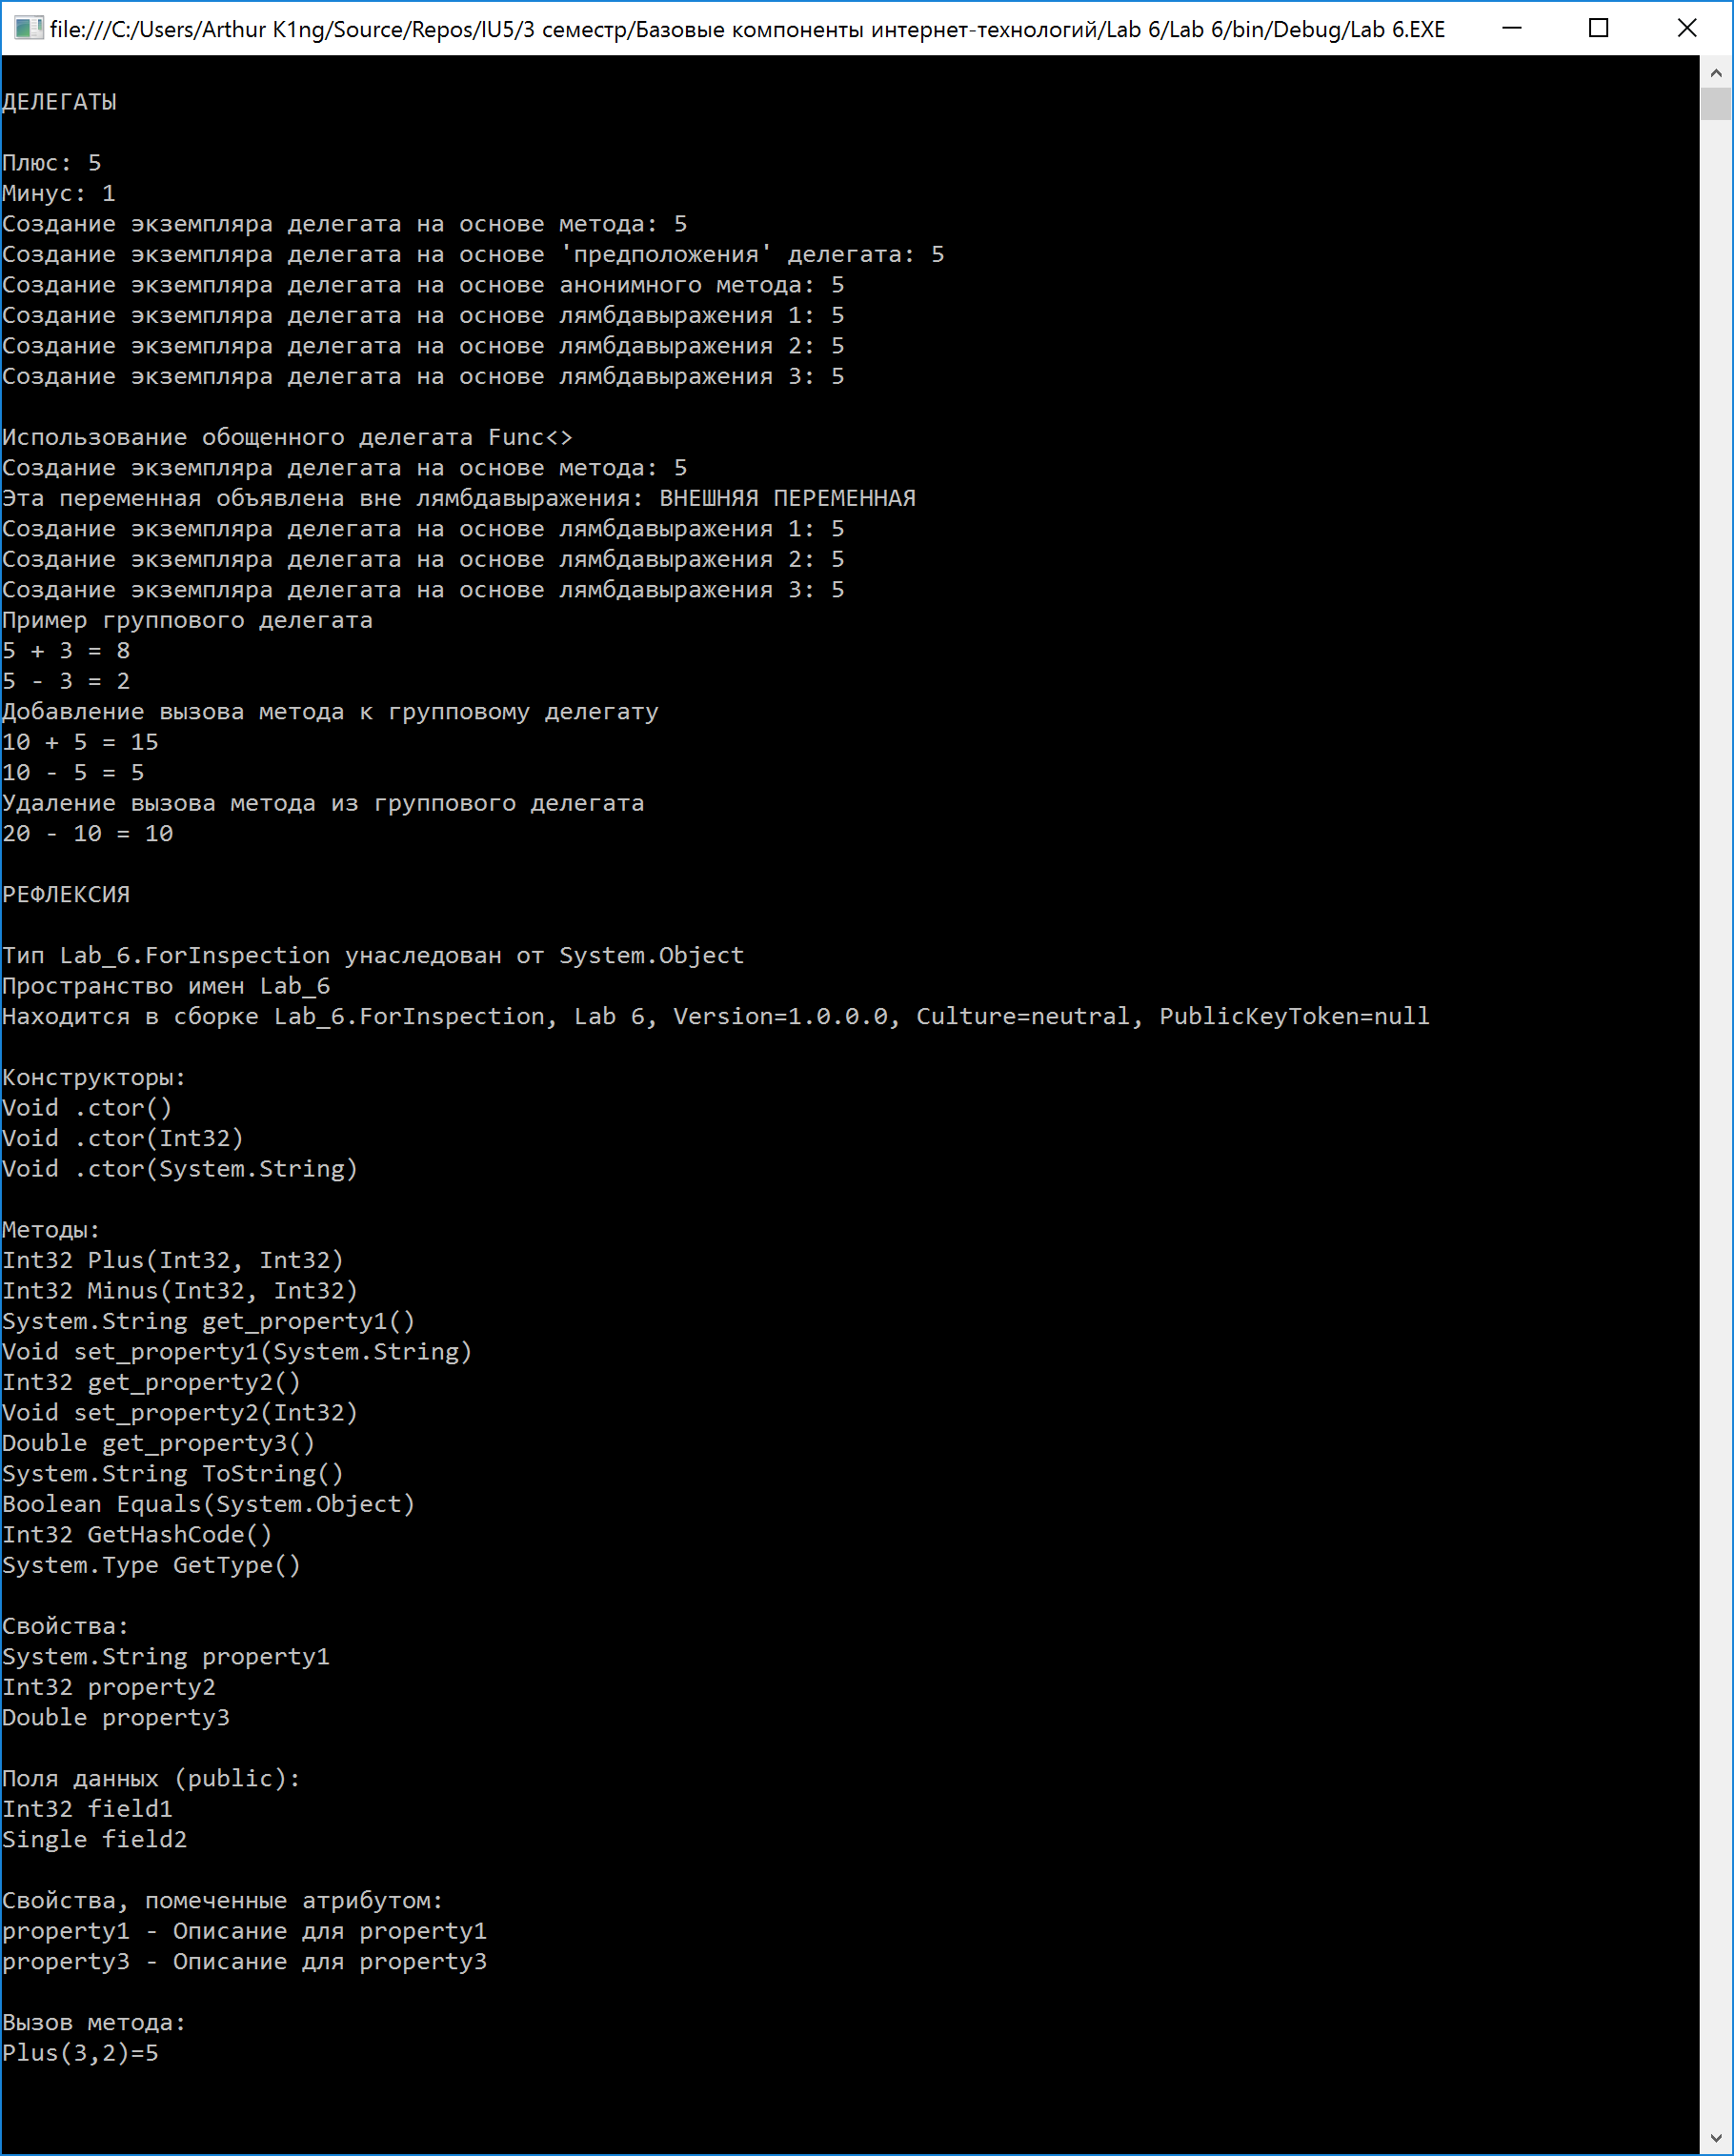 file:///C:/Users/Arthur K1ng/Source/Repos/IU5/3 семестр/Базовые компоненты интернет-технологий/Lab 6/Lab 6/bin/Debug/Lab 6.EXE
ДЕЛЕГАТЫ
Плюс: 5
Минус: 1
Создание экземпляра делегата на основе метода: 5
Создание экземпляра делегата на основе 'предположения' делегата: 5
Создание экземпляра делегата на основе анонимного метода: 5
Создание экземпляра делегата на основе лямбдавыражения 1: 5
Создание экземпляра делегата на основе лямбдавыражения 2: 5
Создание экземпляра делегата на основе лямбдавыражения 3: 5
Использование обощенного делегата Func<>
Создание экземпляра делегата на основе метода: 5
Эта переменная объявлена вне лямбдавыражения: ВНЕШНЯЯ ПЕРЕМЕННАЯ
Создание экземпляра делегата на основе лямбдавыражения 1: 5
Создание экземпляра делегата на основе лямбдавыражения 2: 5
Создание экземпляра делегата на основе лямбдавыражения 3: 5
Пример группового делегата
5 + 3 = 8
5 - 3 = 2
Добавление вызова метода к групповому делегату
10 + 5 = 15
10 - 5 = 5
Удаление вызова метода из группового делегата
20 - 10 = 10
РЕФЛЕКСИЯ
Тип Lab_6.ForInspection унаследован от System.Object
Пространство имен Lab_6
Находится в сборке Lab_6.ForInspection, Lab 6, Version=1.0.0.0, Culture=neutral, PublicKeyToken=null
Конструкторы:
Void .ctor()
Void .ctor(Int32)
Void .ctor(System.String)
Методы:
Int32 Plus(Int32, Int32)
Int32 Minus(Int32, Int32)
System.String get_property1()
Void set_property1(System.String)
Int32 get_property2()
Void set_property2(Int32)
Double get_property3()
System.String ToString()
Boolean Equals(System.Object)
Int32 GetHashCode()
System.Type GetType()
Свойства:
System.String property1
Int32 property2
Double property3
Поля данных (public):
Int32 field1
Single field2
Свойства, помеченные атрибутом:
property1 - Описание для property1
property3 - Описание для property3
Вызов метода:
Plus(3,2)=5